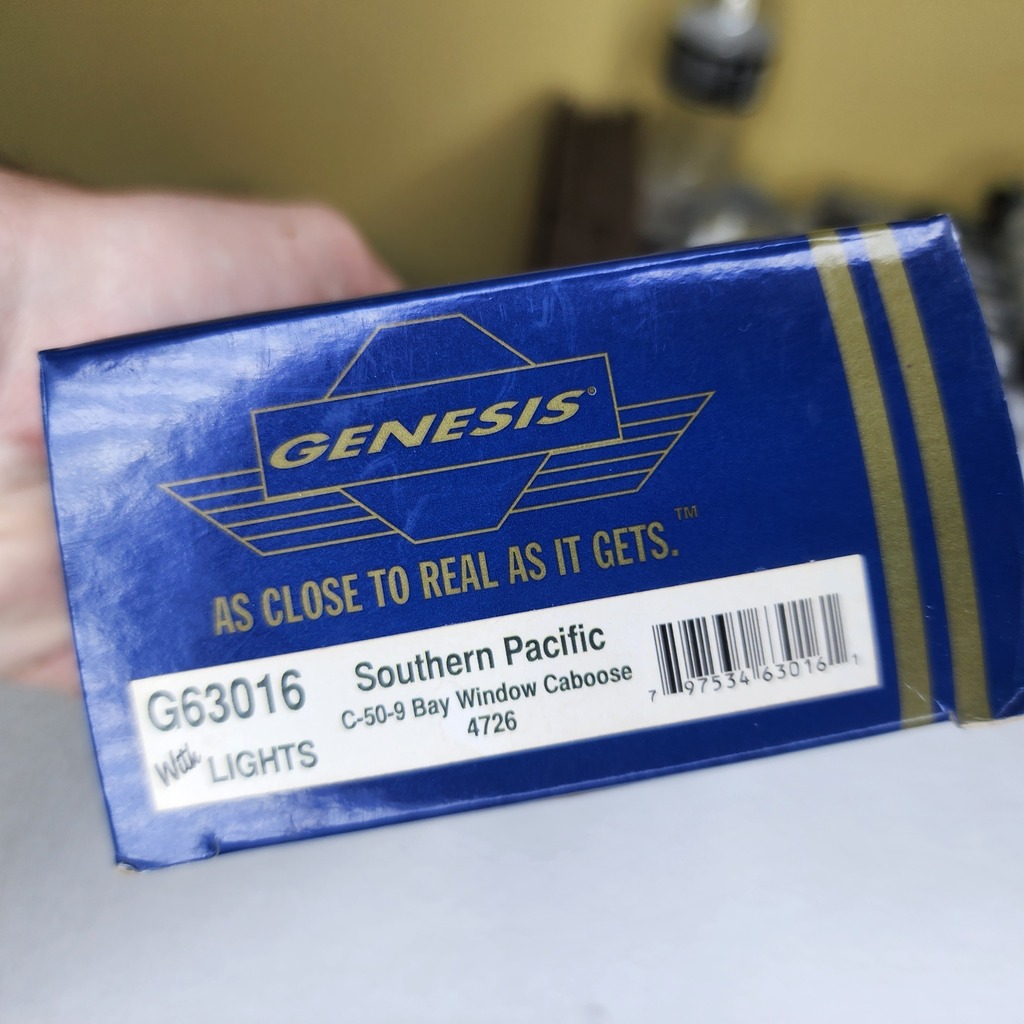 GENESIS®
AS CLOSE TO REAL AS IT GETS.™
G63016
With LIGHTS
Southern Pacific
C-50-9 Bay Window Caboose
4726
7 97534 63016 1